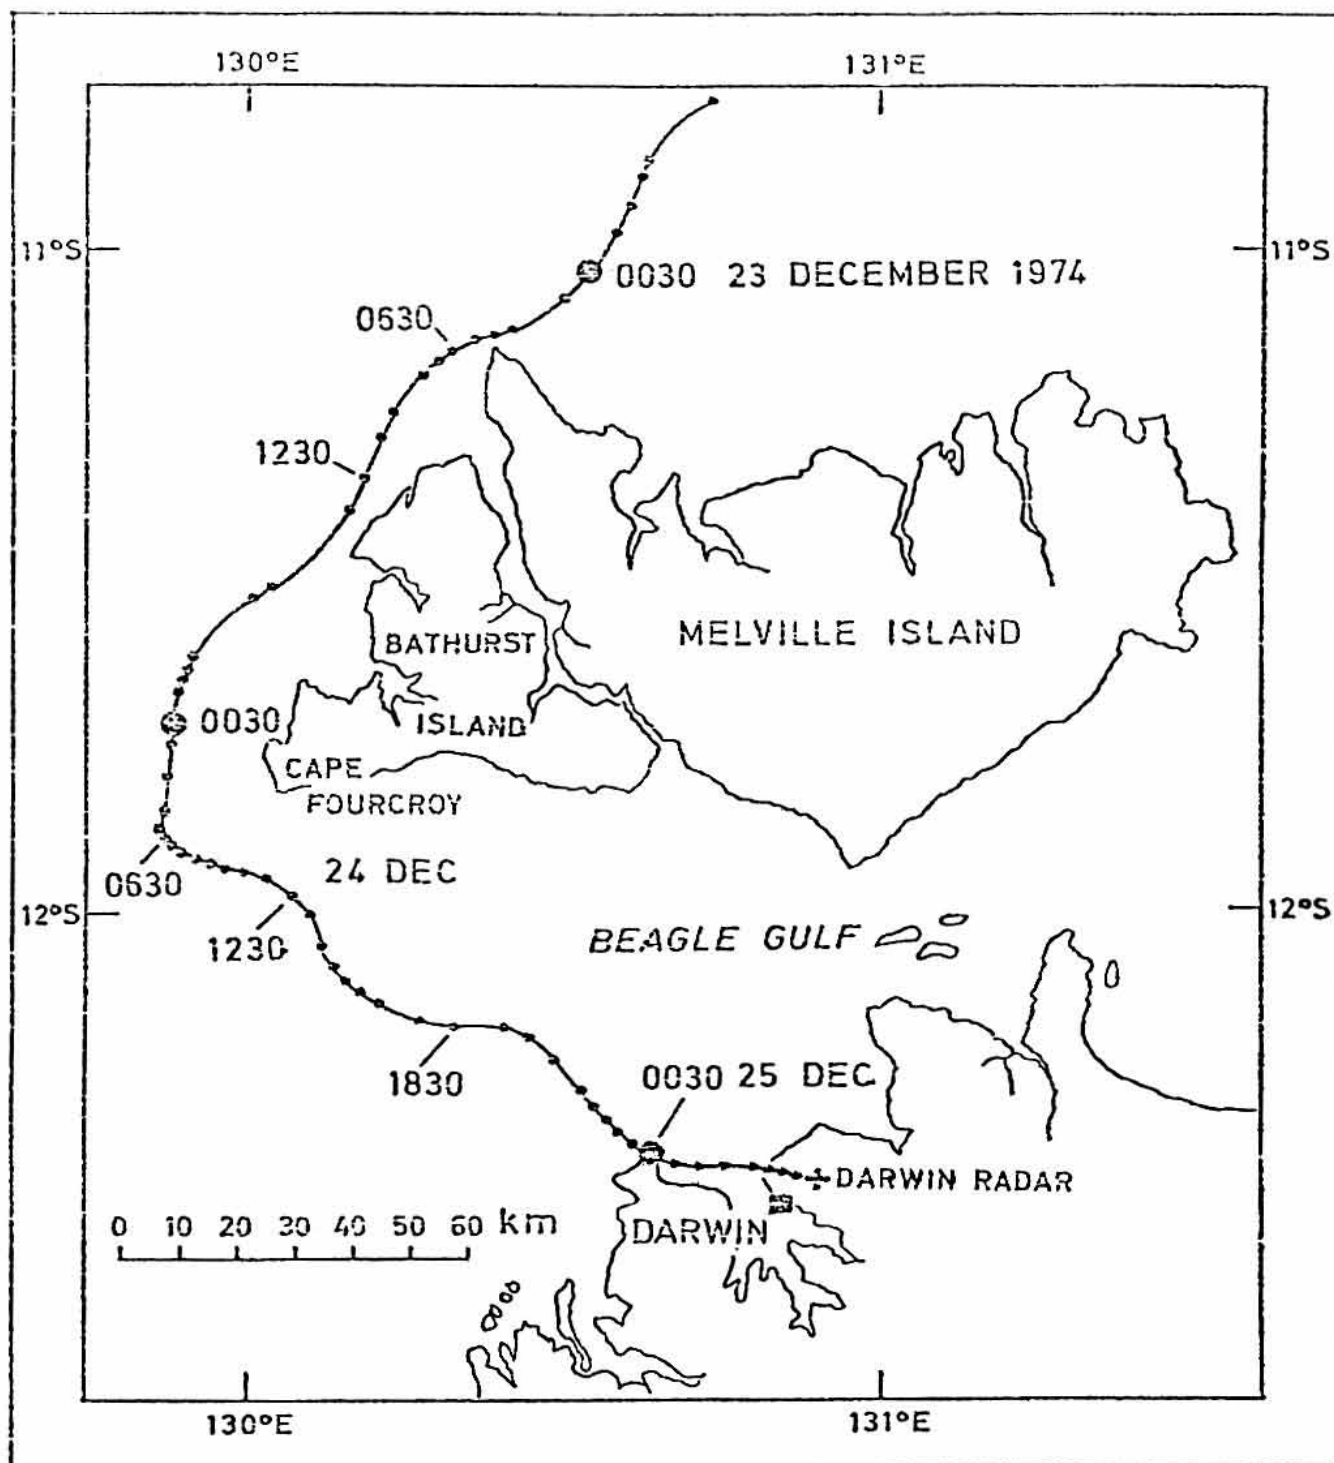 130°E 131°E
11°S 11°S
0030 23 DECEMBER 1974
0630
1230
MELVILLE ISLAND
BATHURST
ISLAND
0030
CAPE
FOURCROY
24 DEC
0630
12°S 12°S
1230
BEAGLE GULF
0030 25 DEC
1830
DARWIN RADAR
0 10 20 30 40 50 60 km
DARWIN
130°E 131°E